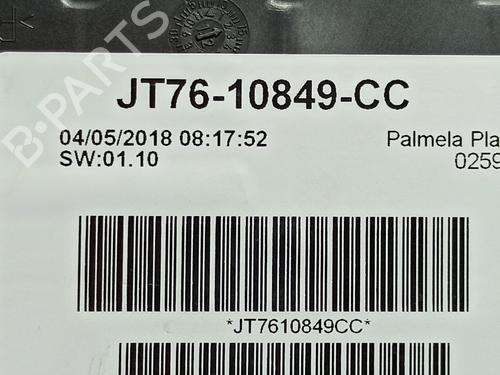 JT76-10849-CC
04/05/2018 08:17:52
Palmela Pla
SW:01.10
0259
*JT7610849CC*
B-PARTS